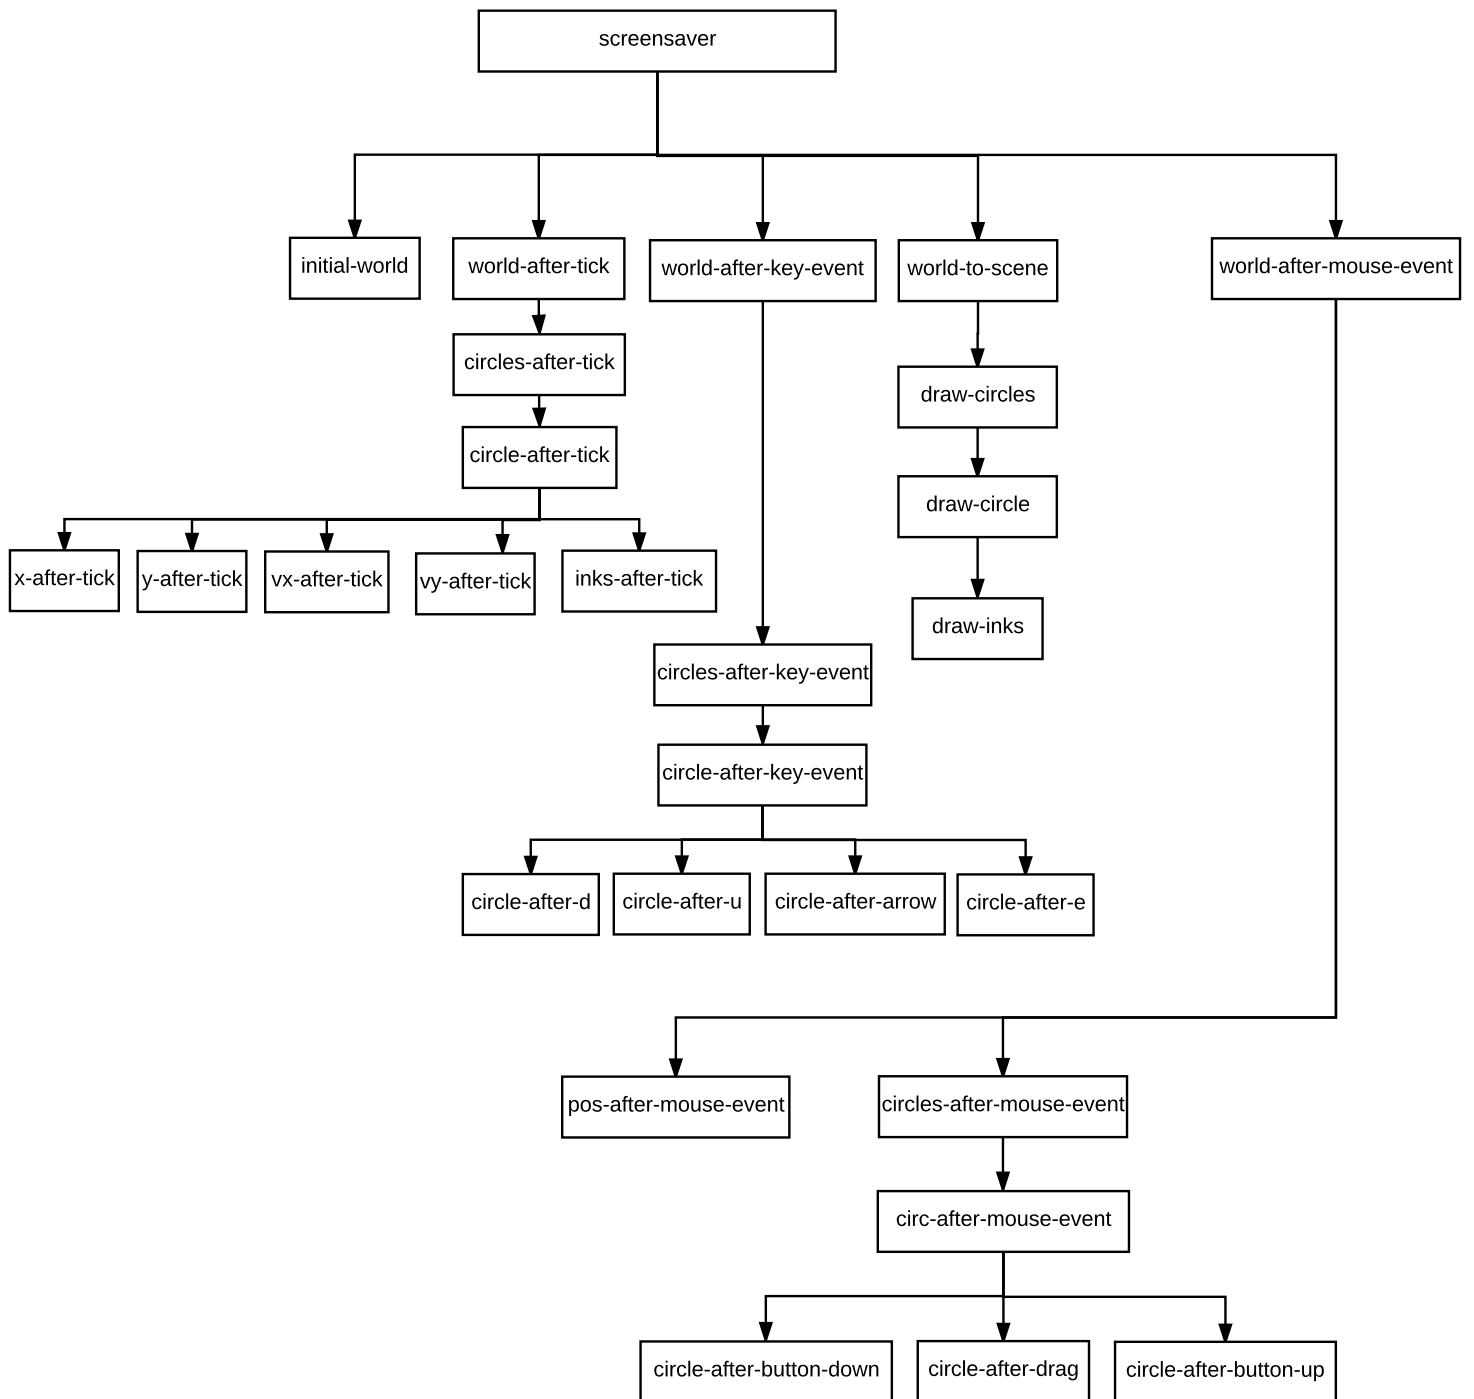 screensaver
initial-world
world-after-tick
world-after-key-event
world-to-scene
world-after-mouse-event
circles-after-tick
draw-circles
circle-after-tick
draw-circle
x-after-tick
y-after-tick
vx-after-tick
vy-after-tick
inks-after-tick
draw-inks
circles-after-key-event
circle-after-key-event
circle-after-d
circle-after-u
circle-after-arrow
circle-after-e
pos-after-mouse-event
circles-after-mouse-event
circ-after-mouse-event
circle-after-button-down
circle-after-drag
circle-after-button-up